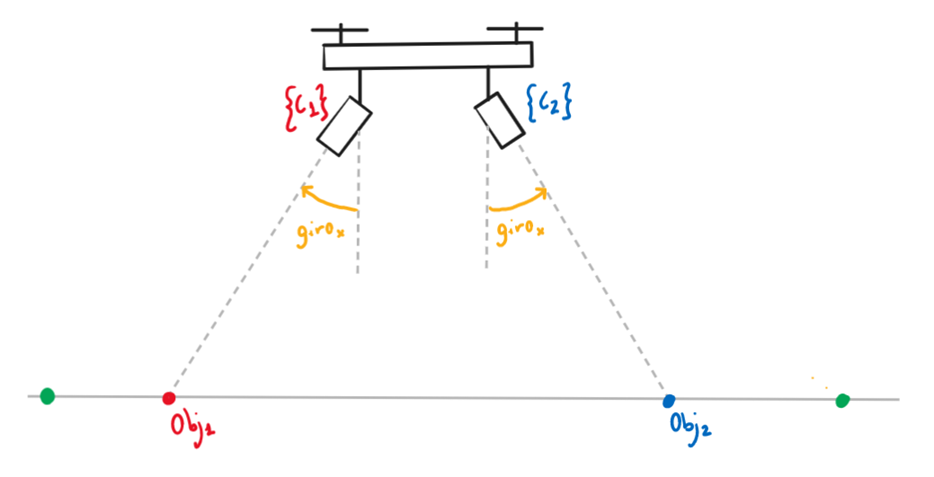 {C₁}
{C₂}
giroₓ
giroₓ
Obj₁
Obj₂